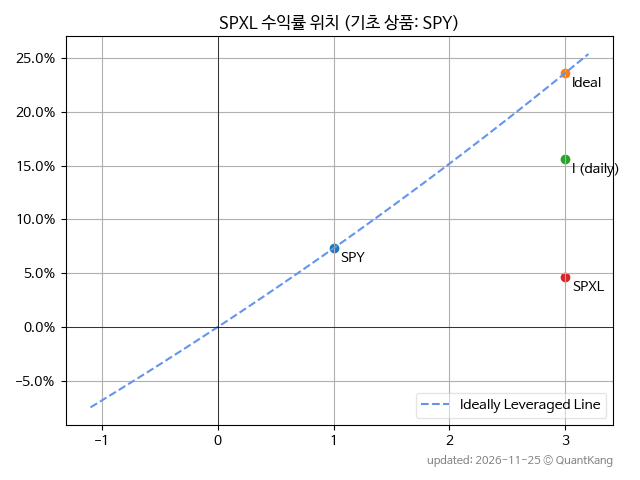 SPXL 수익률 위치 (기초 상품: SPY)
25.0%
20.0%
15.0%
10.0%
5.0%
0.0%
−5.0%
Ideal
I (daily)
SPY
SPXL
Ideally Leveraged Line
−1
0
1
2
3
updated: 2026-11-25 © QuantKang